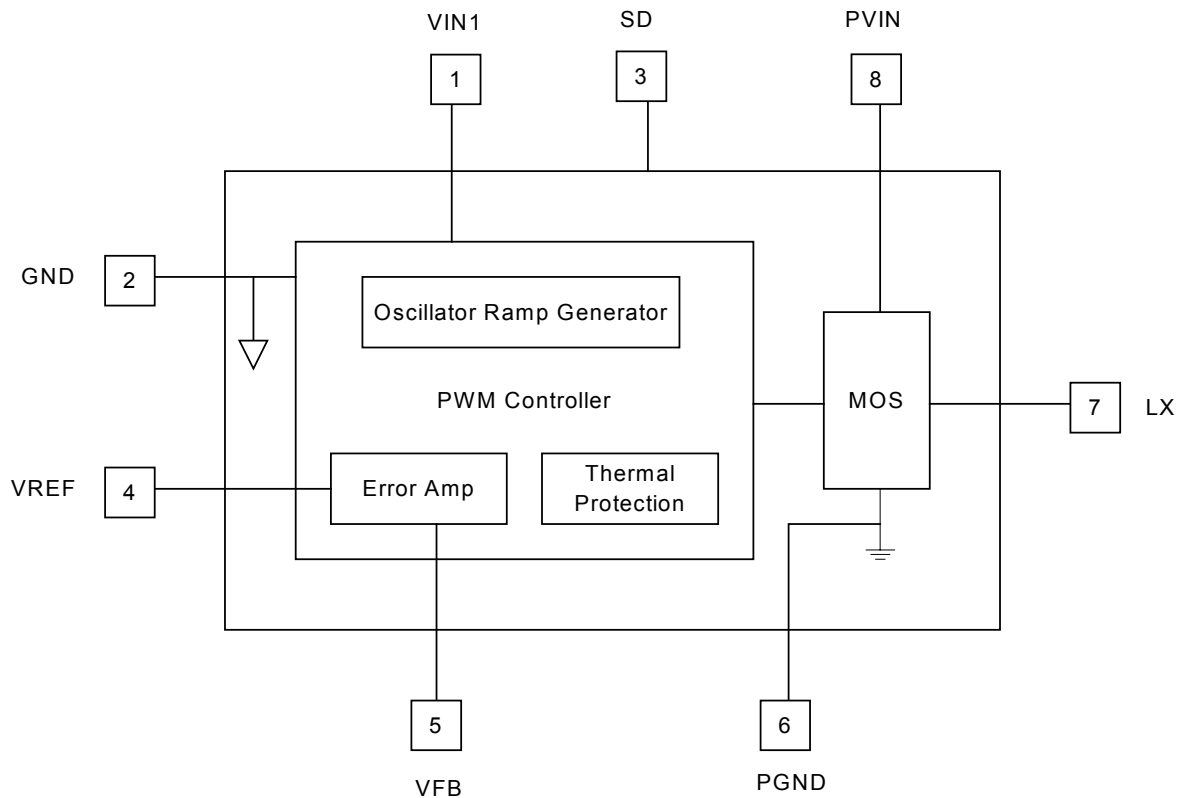 VIN1
SD
PVIN
1
3
8
GND
2
Oscillator Ramp Generator
PWM Controller
MOS
7
LX
VREF
4
Error Amp
Thermal
Protection
5
6
VFB
PGND